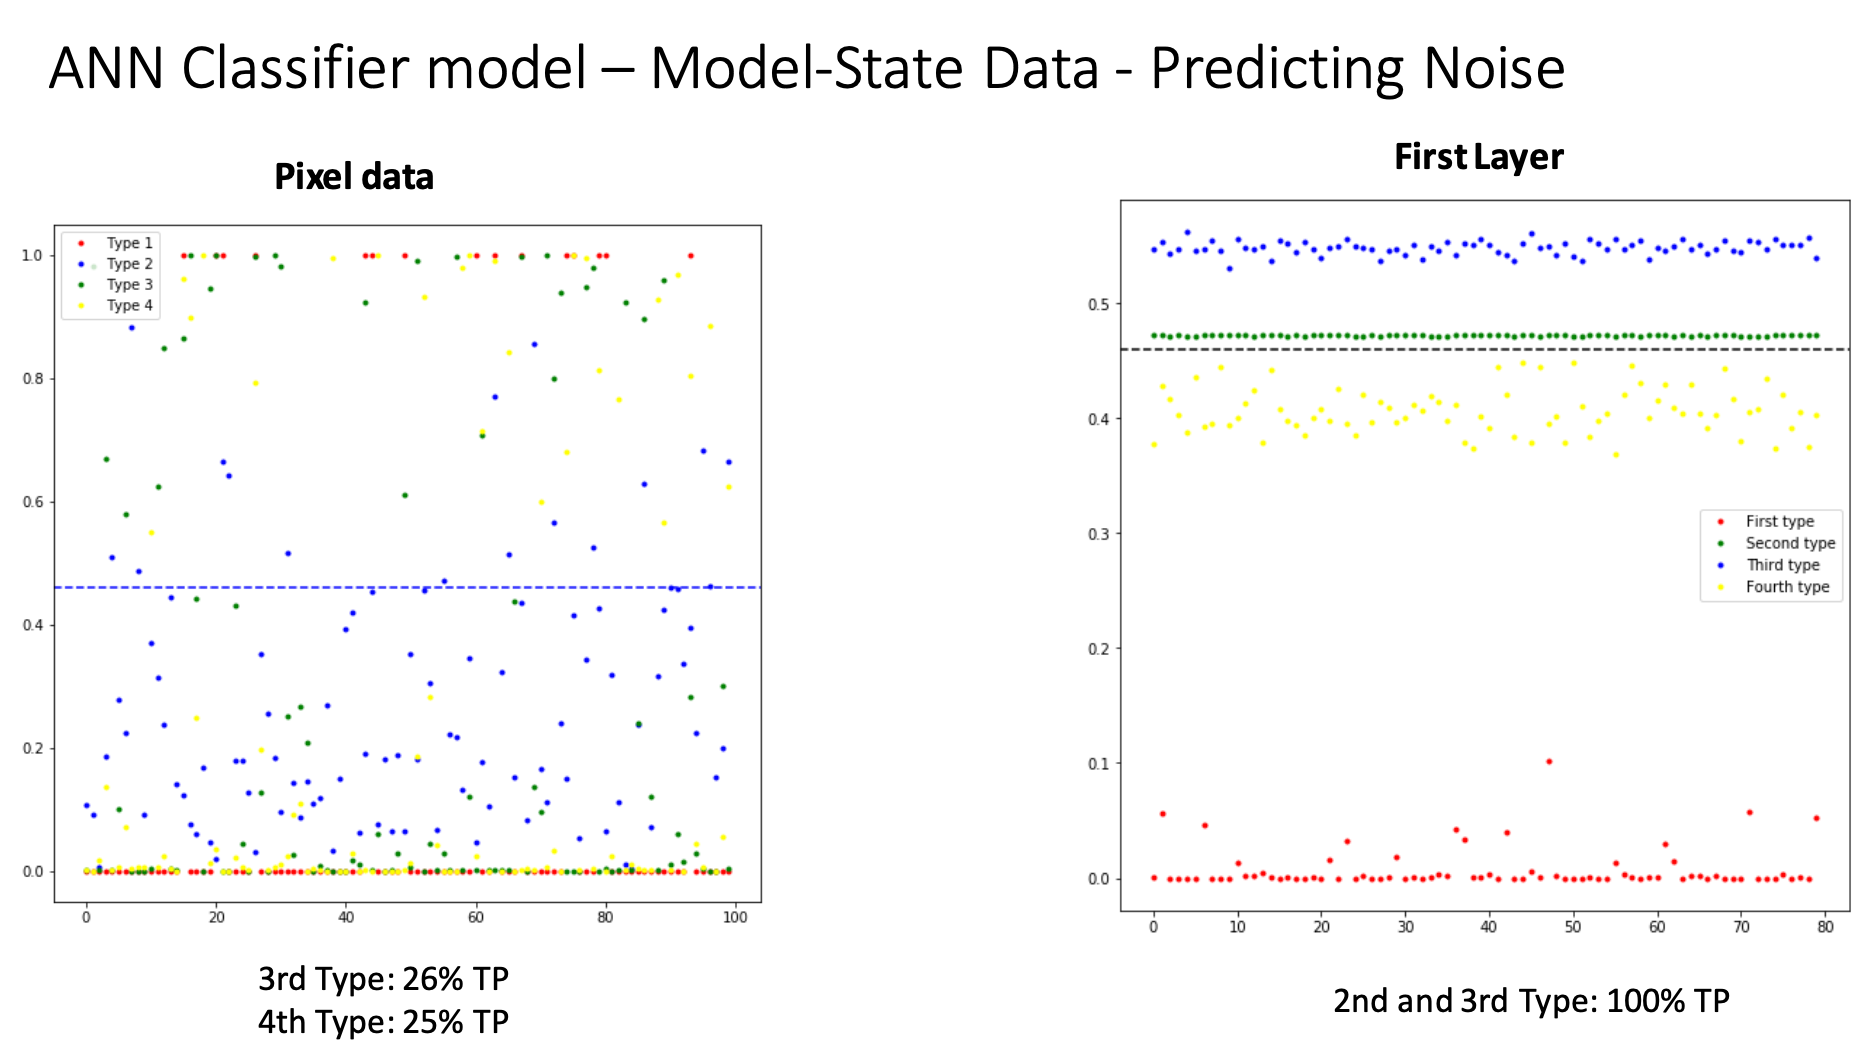 ANN Classifier model – Model-State Data - Predicting Noise
Pixel data
First Layer
Type 1
Type 2
Type 3
Type 4
1.0
0.8
0.6
0.4
0.2
0.0
0 20 40 60 80 100
3rd Type: 26% TP
4th Type: 25% TP
0.5
0.4
0.3
0.2
0.1
0.0
First type
Second type
Third type
Fourth type
0 10 20 30 40 50 60 70 80
2nd and 3rd Type: 100% TP